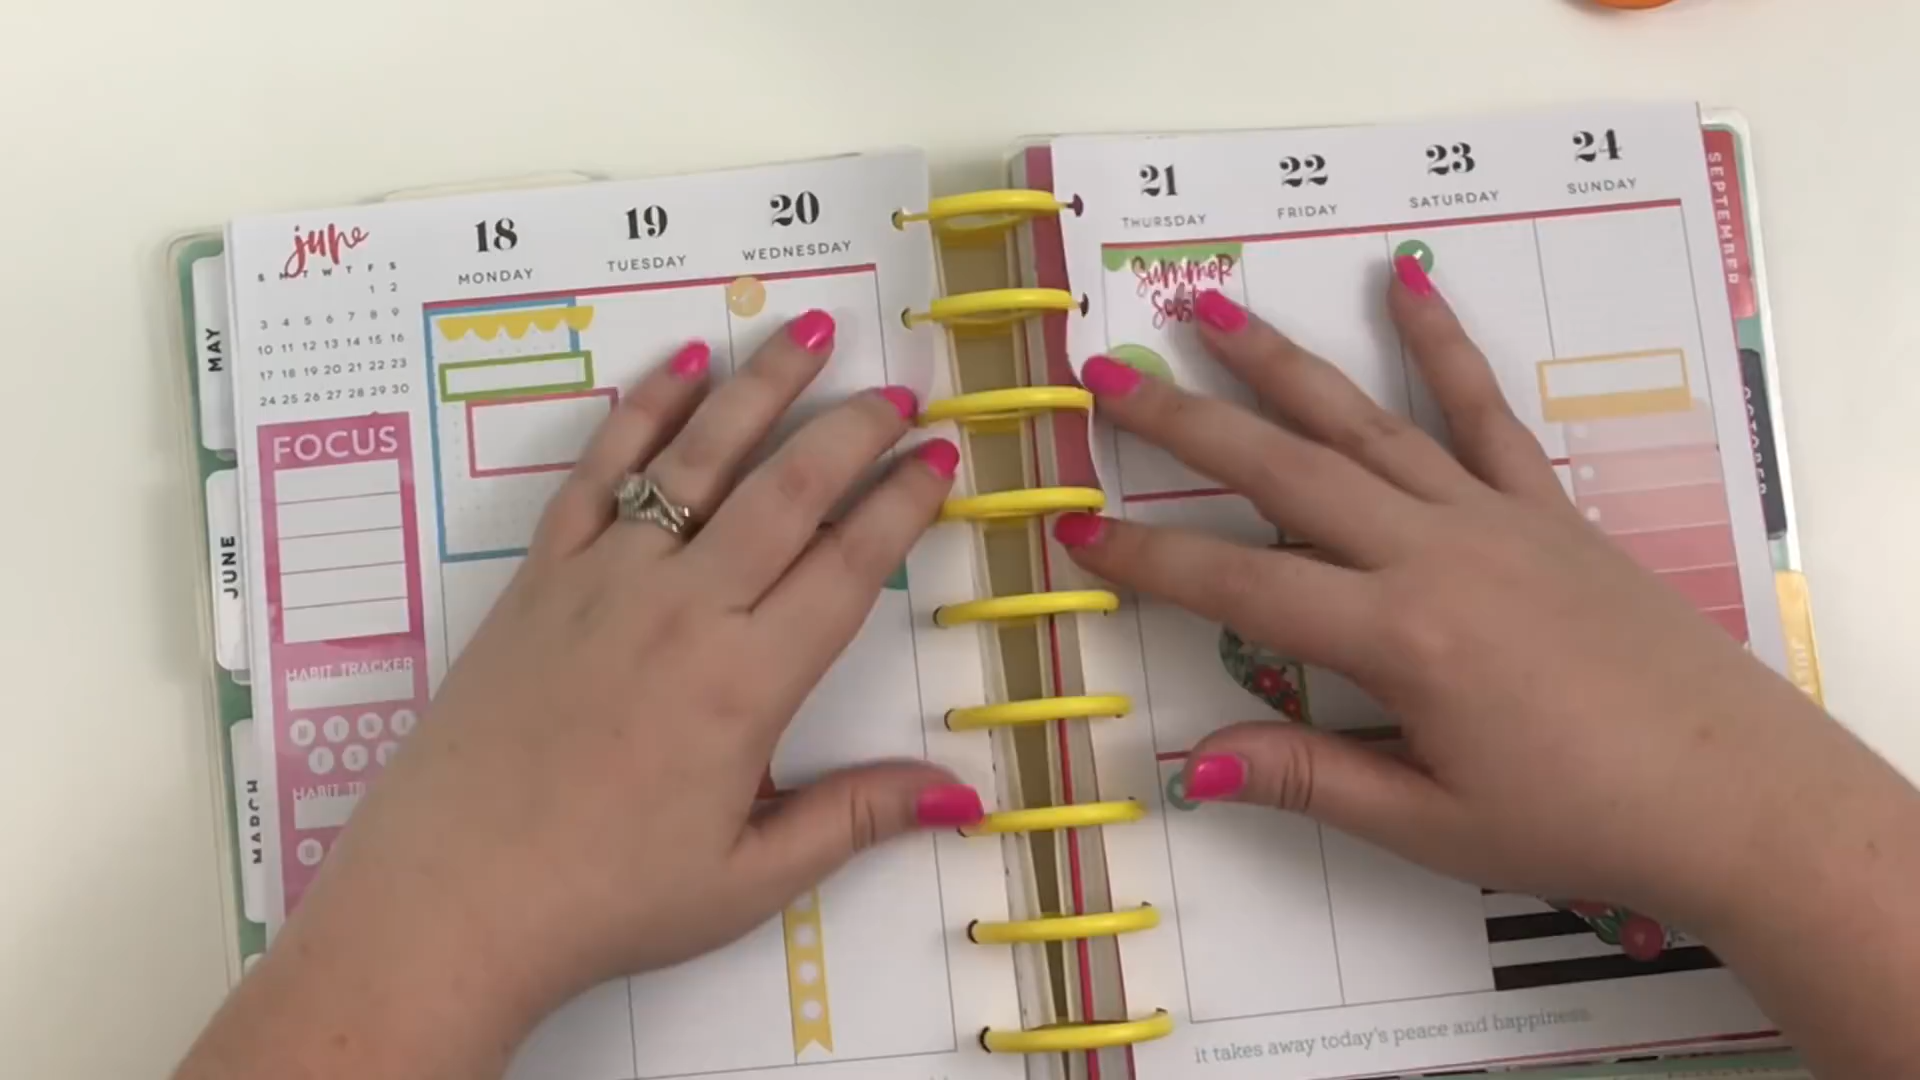 june
S M T W T F S
1 2
3 4 5 6 7 8 9
10 11 12 13 14 15 16
17 18 19 20 21 22 23
24 25 26 27 28 29 30
18
MONDAY
19
TUESDAY
20
WEDNESDAY
21
THURSDAY
22
FRIDAY
23
SATURDAY
24
SUNDAY
Summer
FOCUS
HABIT TRACKER
HABIT
MAY
JUNE
MARCH
SEPTEMBER
OCTOBER
it takes away today's peace and happiness.